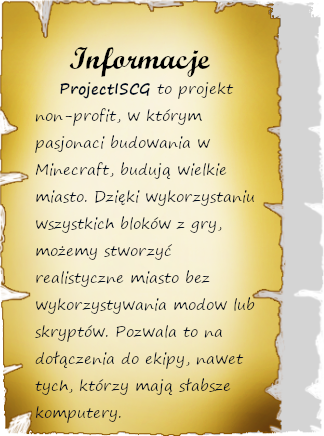 Informacje
ProjectISCG to projekt
non-profit, w którym
pasjonaci budowania w
Minecraft, budują wielkie
miasto. Dzięki wykorzystaniu
wszystkich bloków z gry,
możemy stworzyć
realistyczne miasto bez
wykorzystywania modow lub
skryptów. Pozwala to na
dołączenia do ekipy, nawet
tych, którzy mają słabsze
komputery.